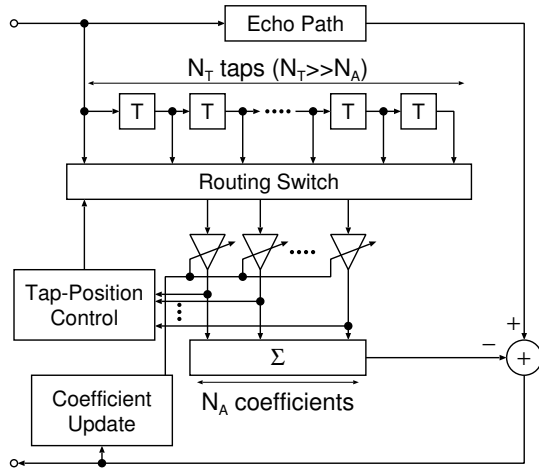 Echo Path
N_T taps (N_T>>N_A)
T T •••• T T
Routing Switch
••••
Tap-Position
Control
Σ
+
−
+
N_A coefficients
Coefficient
Update